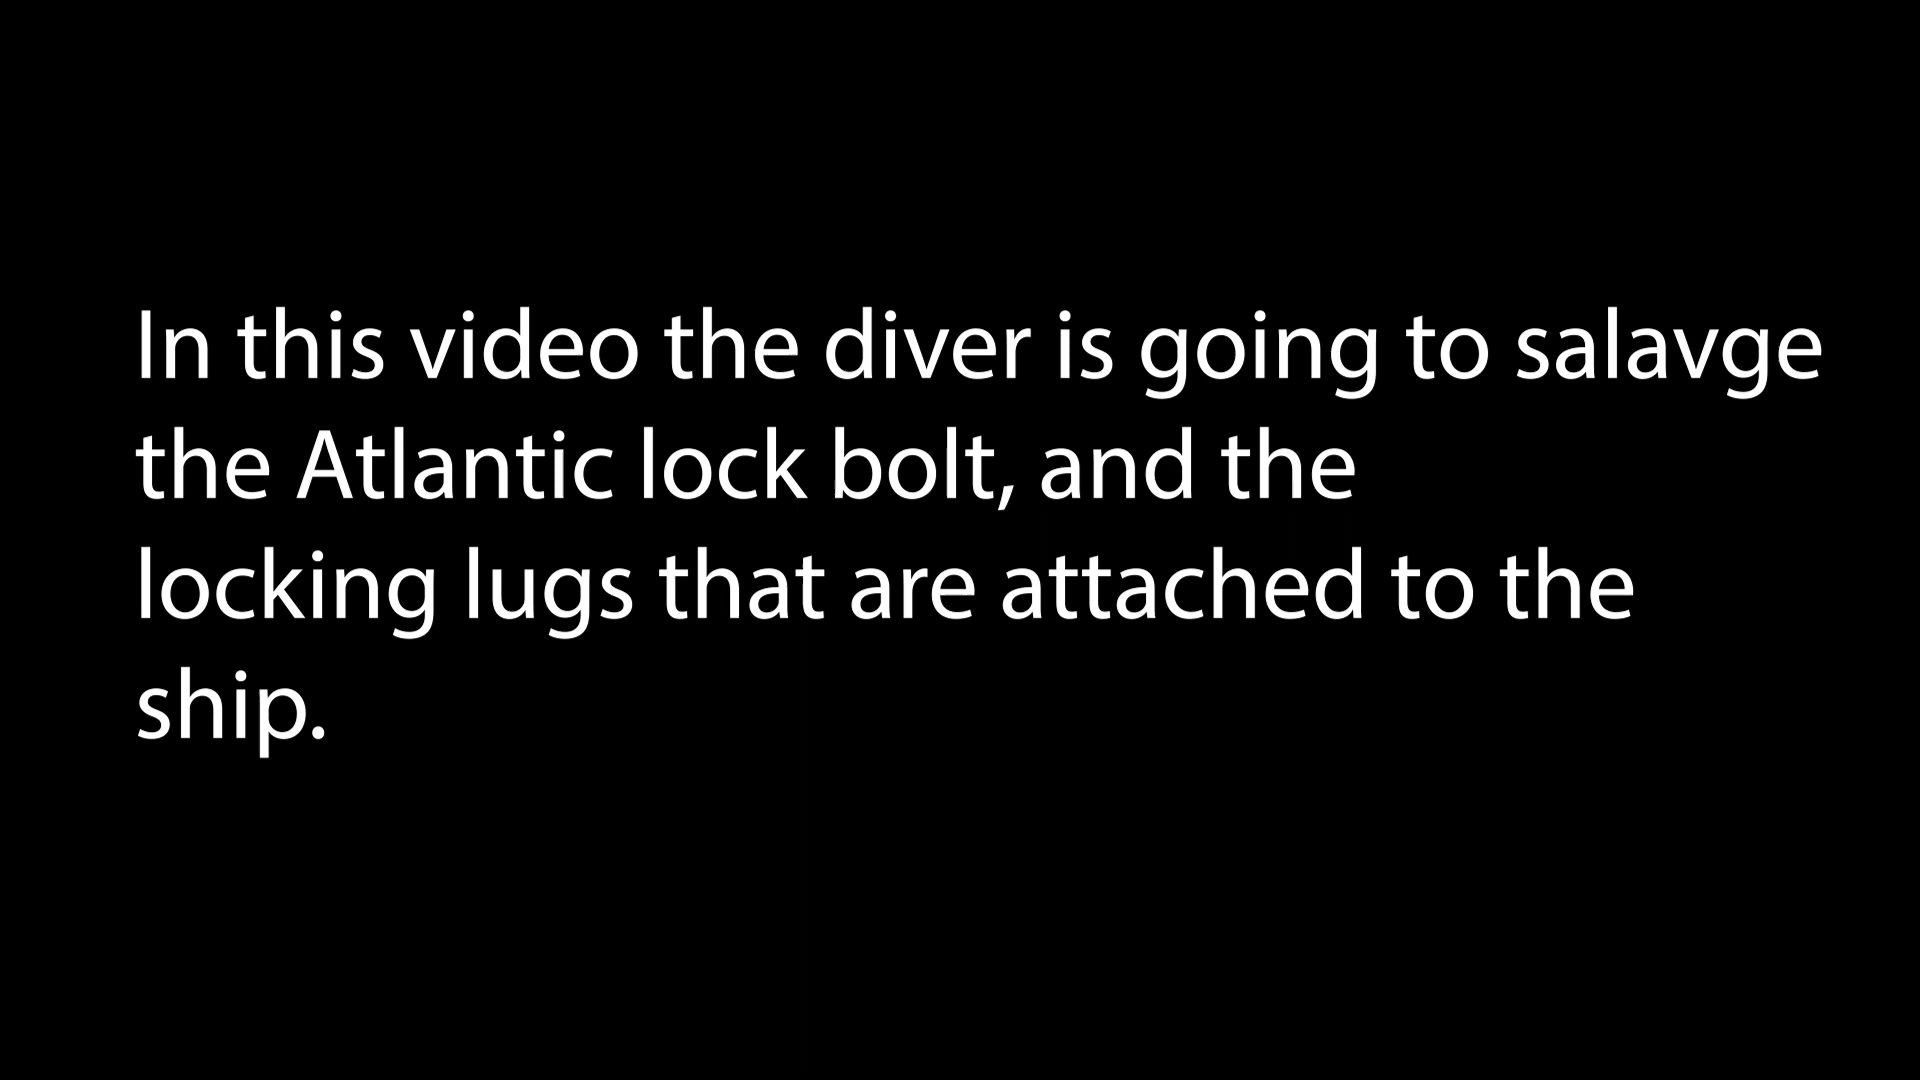 In this video the diver is going to salavge
the Atlantic lock bolt, and the
locking lugs that are attached to the
ship.